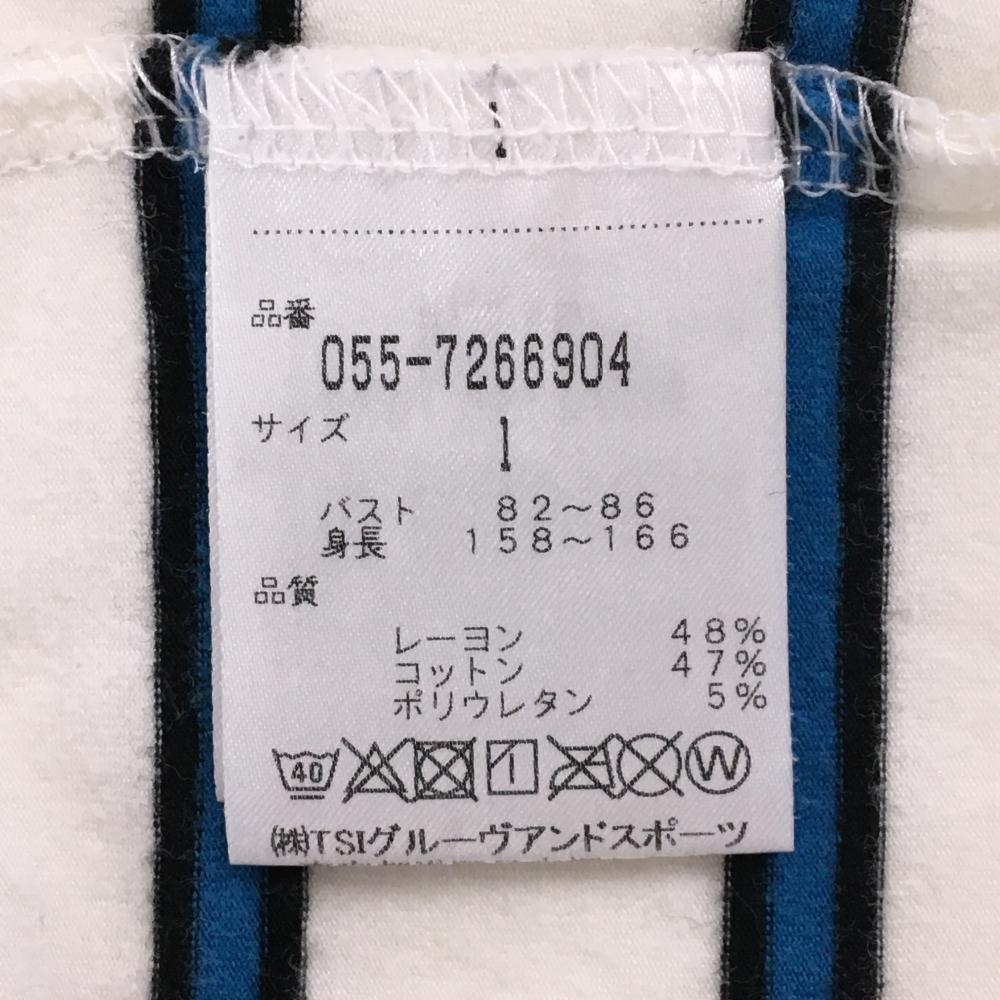 品番
055-7266904
サイズ
1
バスト 82~86
身長 158~166
品質
レーヨン 48%
コットン 47%
ポリウレタン 5%
40 W
㈱TSIグルーヴアンドスポーツ